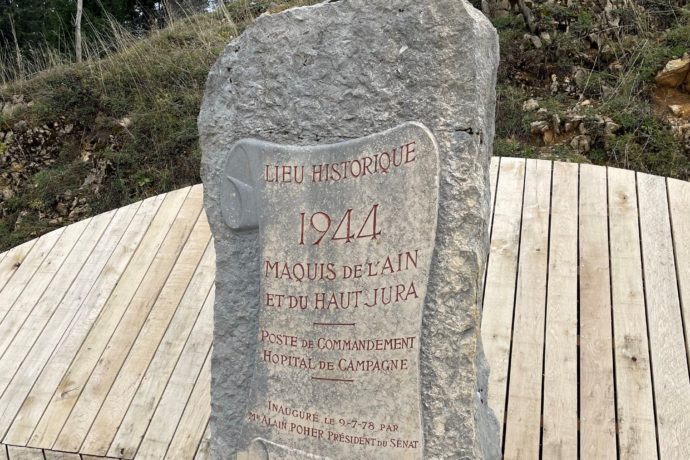 LIEU HISTORIQUE
1944
MAQUIS DE L'AIN
ET DU HAUT JURA
POSTE DE COMMANDEMENT
HOPITAL DE CAMPAGNE
INAUGURÉ LE 9-7-78 PAR
MR ALAIN POHER PRÉSIDENT DU SÉNAT